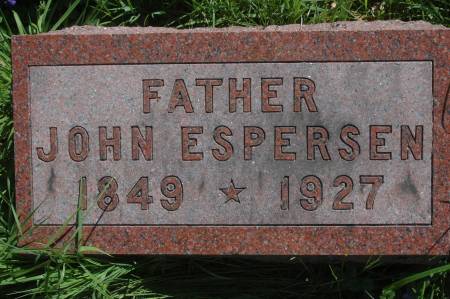 FATHER
JOHN ESPERSEN
1849 ★ 1927